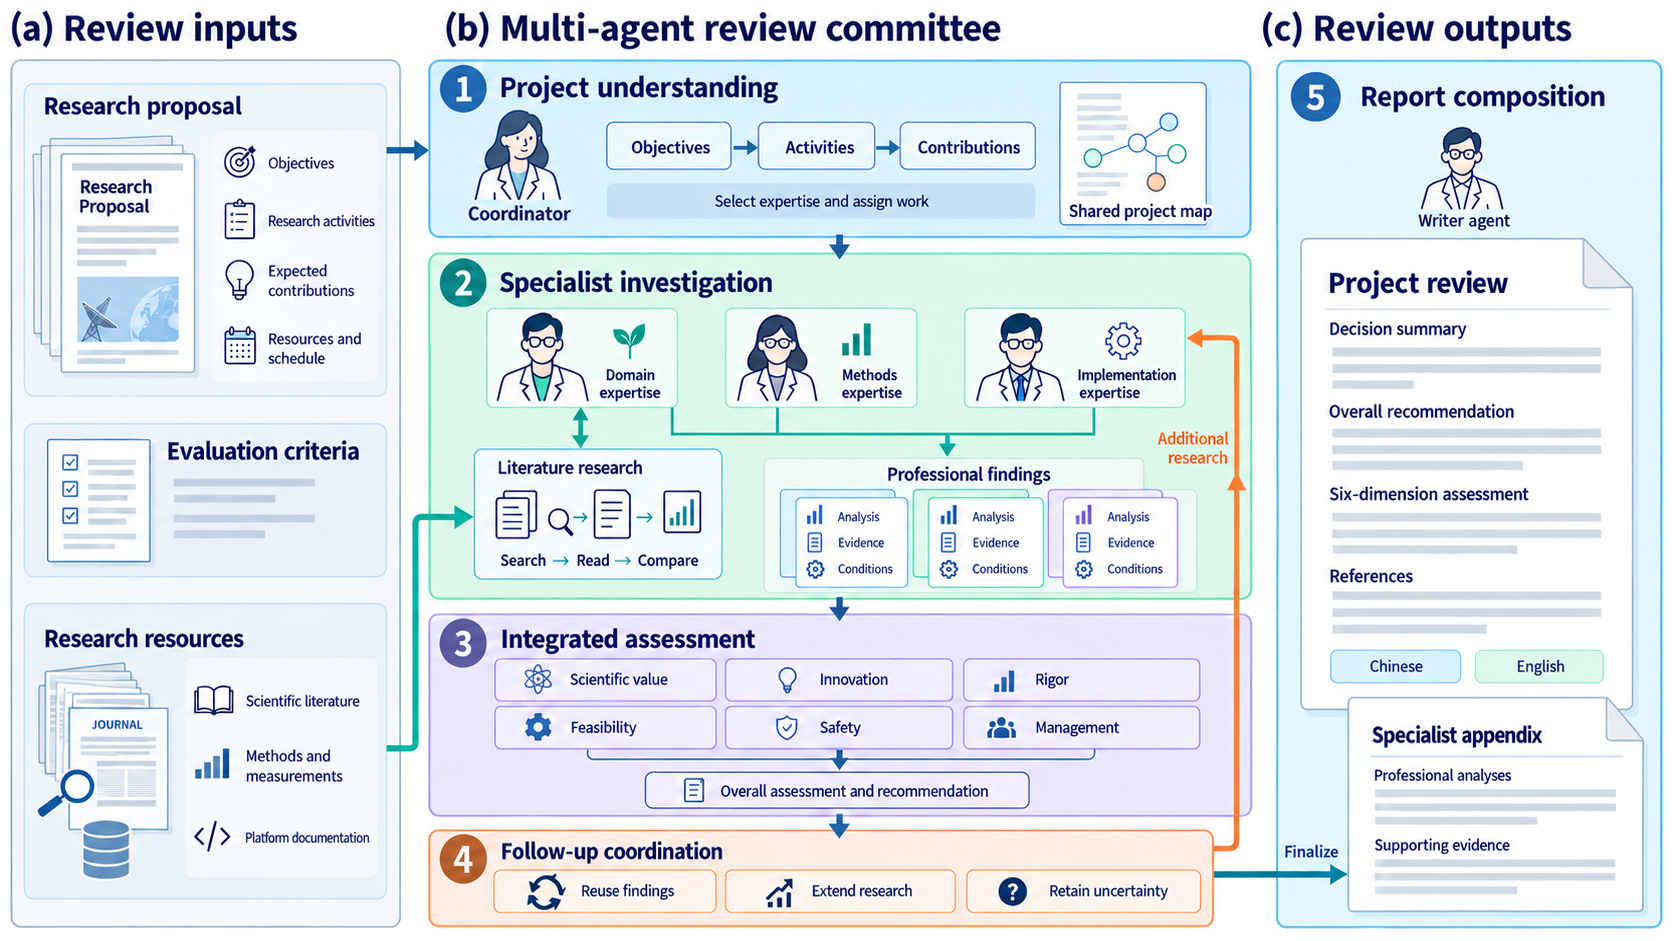 (a) Review inputs
Research proposal
Research
Proposal
Objectives
Research activities
Expected
contributions
Resources and
schedule
Evaluation criteria
Research resources
JOURNAL
Scientific literature
Methods and
measurements
Platform documentation
(b) Multi-agent review committee
1 Project understanding
Coordinator
Objectives → Activities → Contributions
Select expertise and assign work
Shared project map
2 Specialist investigation
Domain
expertise
Methods
expertise
Implementation
expertise
Additional
research
Literature research
Search → Read → Compare
Professional findings
Analysis
Evidence
Conditions
Analysis
Evidence
Conditions
Analysis
Evidence
Conditions
3 Integrated assessment
Scientific value
Innovation
Rigor
Feasibility
Safety
Management
Overall assessment and recommendation
4 Follow-up coordination
Reuse findings
Extend research
? Retain uncertainty
Finalize
(c) Review outputs
5 Report composition
Writer agent
Project review
Decision summary
Overall recommendation
Six-dimension assessment
References
Chinese
English
Specialist appendix
Professional analyses
Supporting evidence